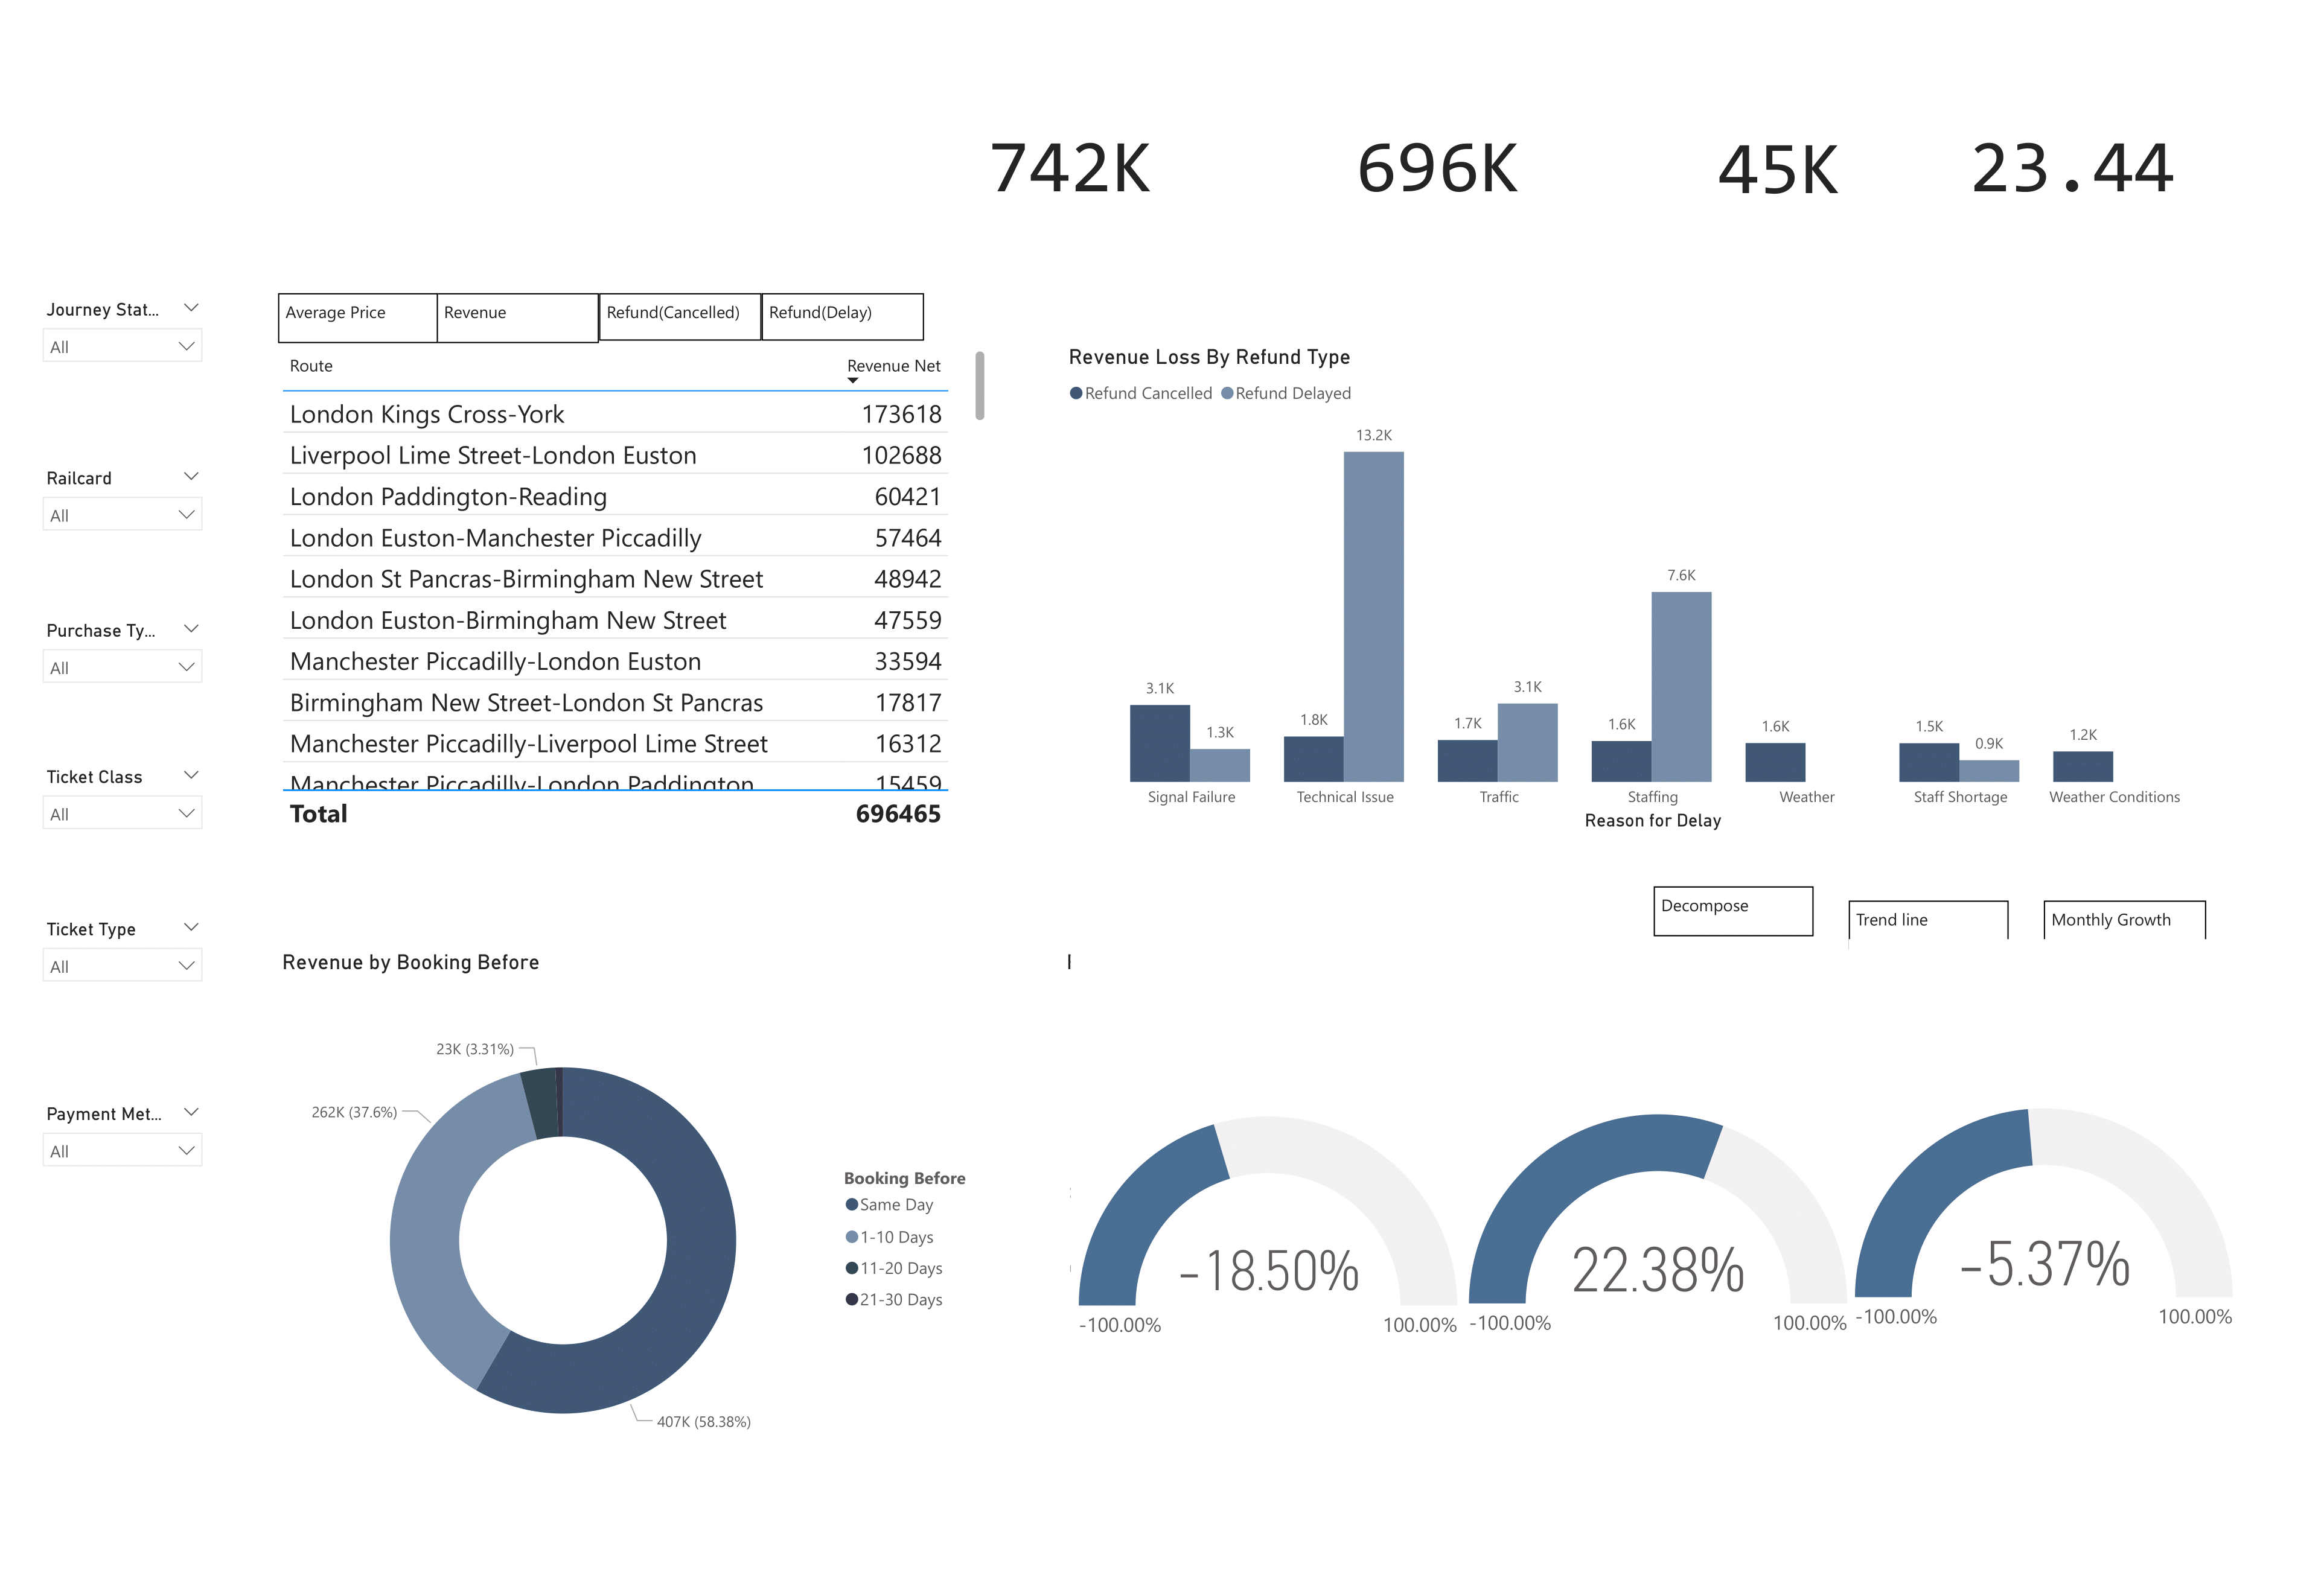 742K
696K
45K
23.44
Journey Stat...
All
Railcard
All
Purchase Ty...
All
Ticket Class
All
Ticket Type
All
Payment Met...
All
Average Price
Revenue
Refund(Cancelled)
Refund(Delay)
Route Revenue Net
London Kings Cross-York 173618
Liverpool Lime Street-London Euston 102688
London Paddington-Reading 60421
London Euston-Manchester Piccadilly 57464
London St Pancras-Birmingham New Street 48942
London Euston-Birmingham New Street 47559
Manchester Piccadilly-London Euston 33594
Birmingham New Street-London St Pancras 17817
Manchester Piccadilly-Liverpool Lime Street 16312
Manchester Piccadilly-London Paddington 15459
Total 696465
Revenue Loss By Refund Type
Refund Cancelled Refund Delayed
3.1K
1.3K
1.8K
13.2K
1.7K
3.1K
1.6K
7.6K
1.6K
1.5K
0.9K
1.2K
Signal Failure
Technical Issue
Traffic
Staffing
Weather
Staff Shortage
Weather Conditions
Reason for Delay
Decompose
Trend line
Monthly Growth
Revenue by Booking Before
23K (3.31%)
262K (37.6%)
407K (58.38%)
Booking Before
Same Day
1-10 Days
11-20 Days
21-30 Days
-18.50%
-100.00% 100.00%
22.38%
-100.00% 100.00%
-5.37%
-100.00% 100.00%